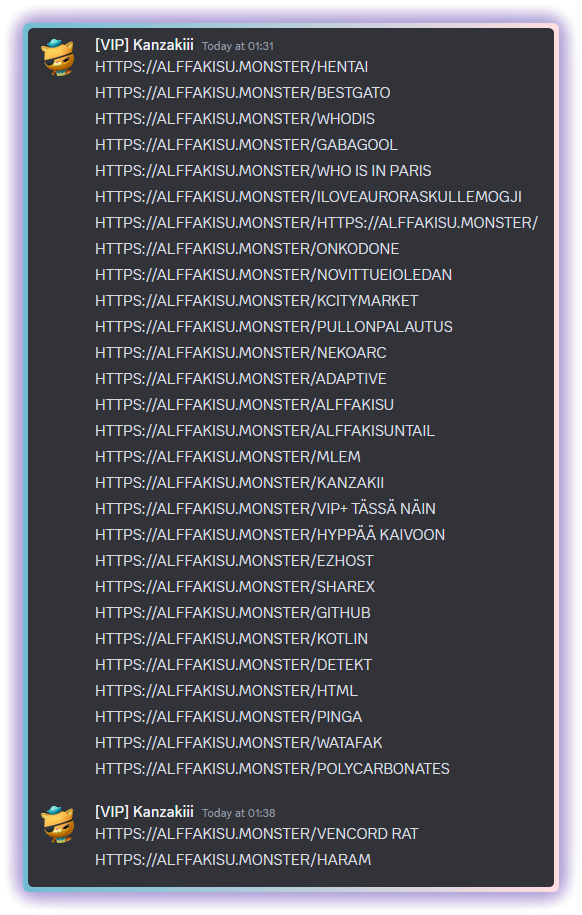 [VIP] Kanzakiii Today at 01:31
HTTPS://ALFFAKISU.MONSTER/HENTAI
HTTPS://ALFFAKISU.MONSTER/BESTGATO
HTTPS://ALFFAKISU.MONSTER/WHODIS
HTTPS://ALFFAKISU.MONSTER/GABAGOOL
HTTPS://ALFFAKISU.MONSTER/WHO IS IN PARIS
HTTPS://ALFFAKISU.MONSTER/ILOVEAURORASKULLEMOGJI
HTTPS://ALFFAKISU.MONSTER/HTTPS://ALFFAKISU.MONSTER/
HTTPS://ALFFAKISU.MONSTER/ONKODONE
HTTPS://ALFFAKISU.MONSTER/NOVITTUEIOLEDAN
HTTPS://ALFFAKISU.MONSTER/KCITYMARKET
HTTPS://ALFFAKISU.MONSTER/PULLONPALAUTUS
HTTPS://ALFFAKISU.MONSTER/NEKOARC
HTTPS://ALFFAKISU.MONSTER/ADAPTIVE
HTTPS://ALFFAKISU.MONSTER/ALFFAKISU
HTTPS://ALFFAKISU.MONSTER/ALFFAKISUNTAIL
HTTPS://ALFFAKISU.MONSTER/MLEM
HTTPS://ALFFAKISU.MONSTER/KANZAKII
HTTPS://ALFFAKISU.MONSTER/VIP+ TÄSSÄ NÄIN
HTTPS://ALFFAKISU.MONSTER/HYPPÄÄ KAIVOON
HTTPS://ALFFAKISU.MONSTER/EZHOST
HTTPS://ALFFAKISU.MONSTER/SHAREX
HTTPS://ALFFAKISU.MONSTER/GITHUB
HTTPS://ALFFAKISU.MONSTER/KOTLIN
HTTPS://ALFFAKISU.MONSTER/DETEKT
HTTPS://ALFFAKISU.MONSTER/HTML
HTTPS://ALFFAKISU.MONSTER/PINGA
HTTPS://ALFFAKISU.MONSTER/WATAFAK
HTTPS://ALFFAKISU.MONSTER/POLYCARBONATES
[VIP] Kanzakiii Today at 01:38
HTTPS://ALFFAKISU.MONSTER/VENCORD RAT
HTTPS://ALFFAKISU.MONSTER/HARAM